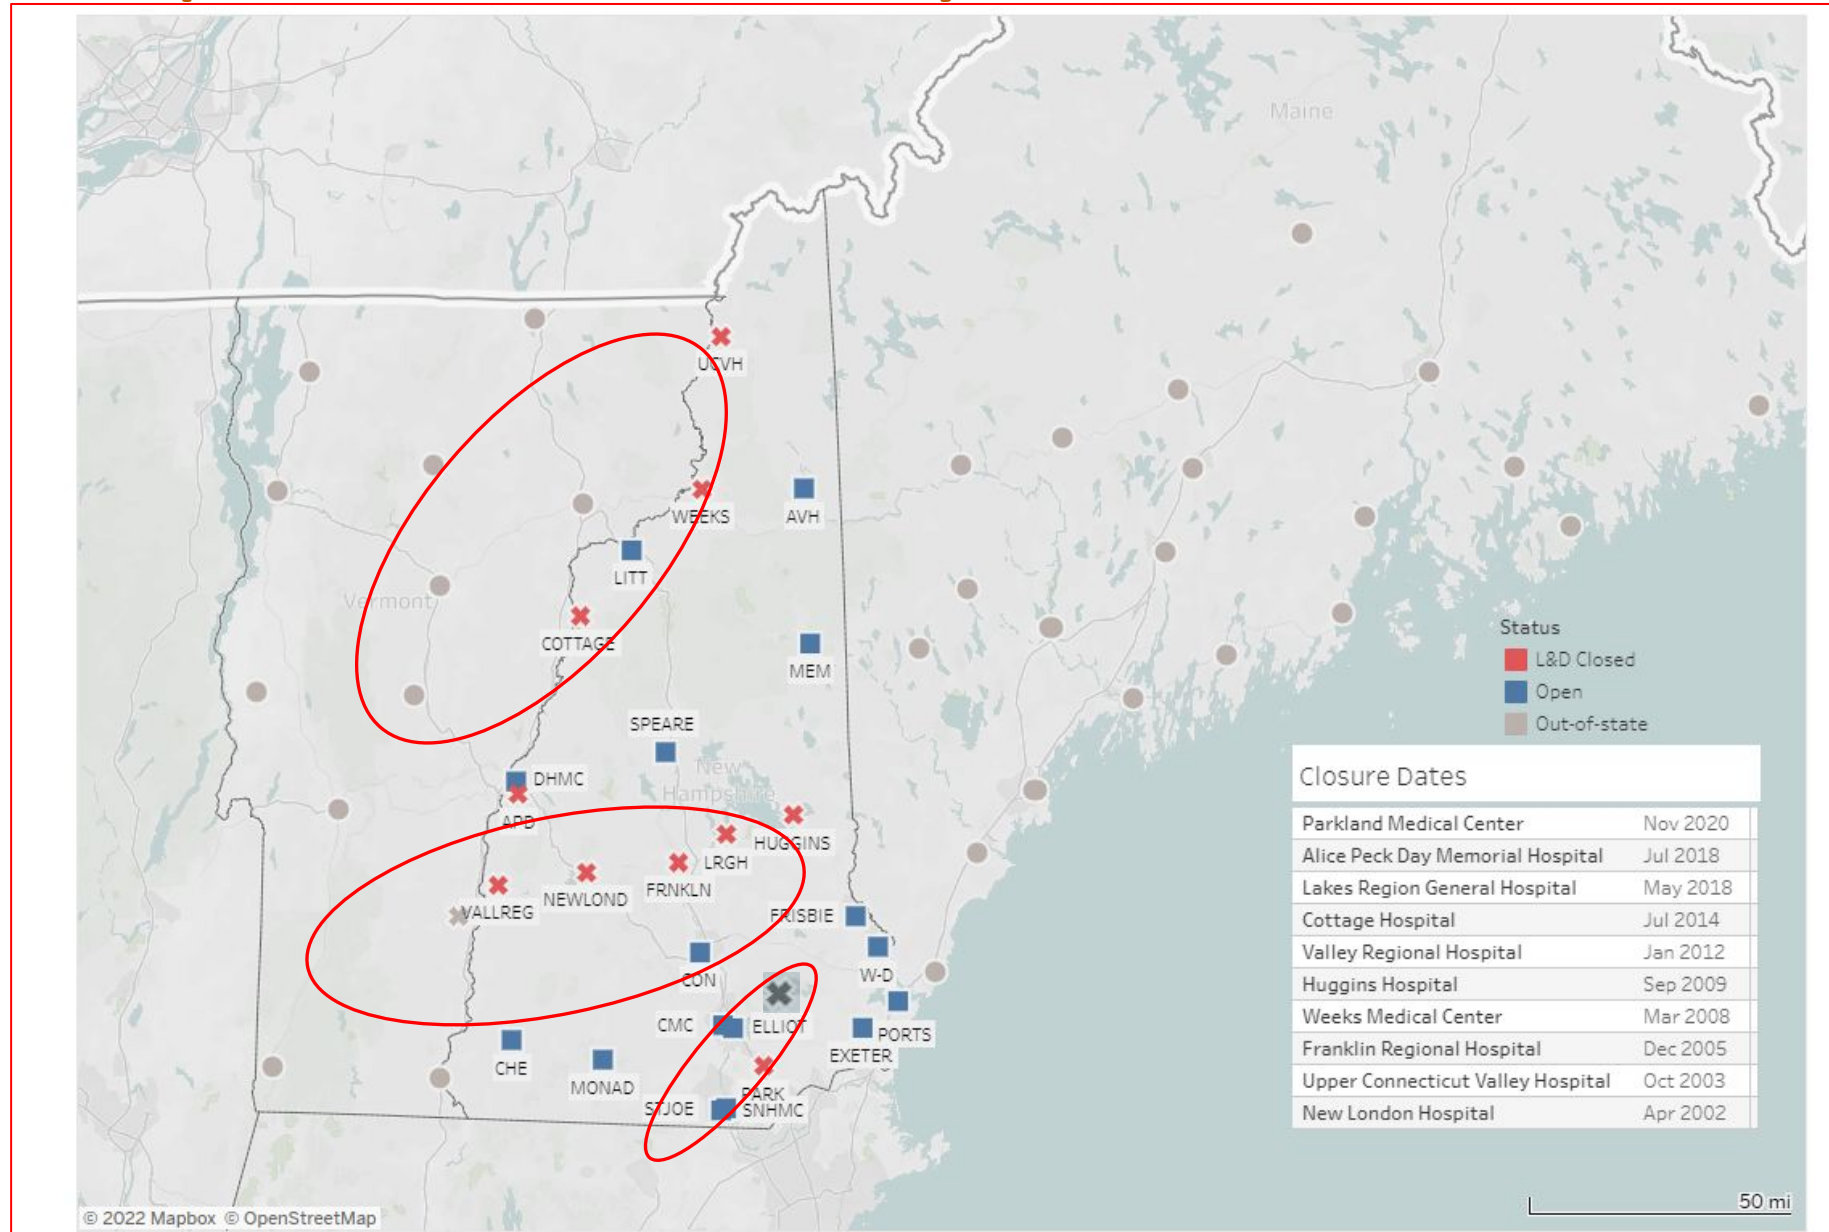 Maine
UCVH
WEEKS
AVH
LITT
Vermont
COTTAGE
MEM
SPEARE
New
Hampshire
DHMC
APD
HUGGINS
LRGH
FRNKLN
NEWLOND
VALLREG
FRISBIE
CON
W-D
CMC
ELLIOT
PORTS
EXETER
CHE
MONAD
PARK
STJOE
SNHMC
Status
L&D Closed
Open
Out-of-state
Closure Dates
Parkland Medical Center Nov 2020
Alice Peck Day Memorial Hospital Jul 2018
Lakes Region General Hospital May 2018
Cottage Hospital Jul 2014
Valley Regional Hospital Jan 2012
Huggins Hospital Sep 2009
Weeks Medical Center Mar 2008
Franklin Regional Hospital Dec 2005
Upper Connecticut Valley Hospital Oct 2003
New London Hospital Apr 2002
50 mi
© 2022 Mapbox © OpenStreetMap